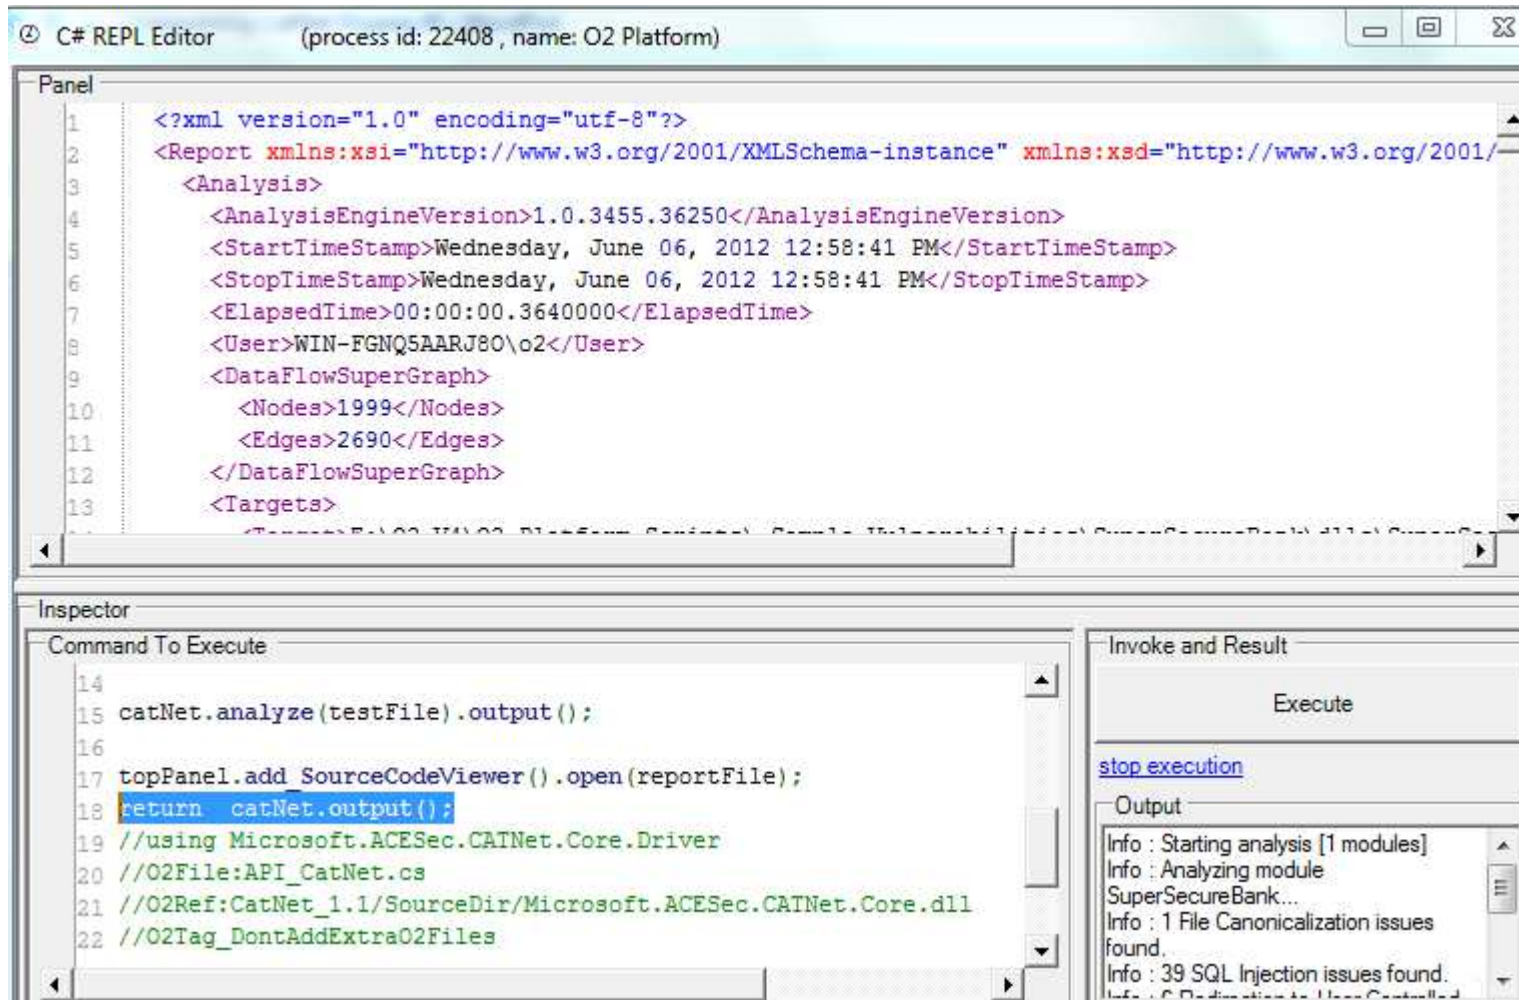 C# REPL Editor (process id: 22408 , name: O2 Platform)
Panel
1 <?xml version="1.0" encoding="utf-8"?>
2 <Report xmlns:xsi="http://www.w3.org/2001/XMLSchema-instance" xmlns:xsd="http://www.w3.org/2001/
3 <Analysis>
4 <AnalysisEngineVersion>1.0.3455.36250</AnalysisEngineVersion>
5 <StartTimeStamp>Wednesday, June 06, 2012 12:58:41 PM</StartTimeStamp>
6 <StopTimeStamp>Wednesday, June 06, 2012 12:58:41 PM</StopTimeStamp>
7 <ElapsedTime>00:00:00.3640000</ElapsedTime>
8 <User>WIN-FGNQ5AARJ8O\o2</User>
9 <DataFlowSuperGraph>
10 <Nodes>1999</Nodes>
11 <Edges>2690</Edges>
12 </DataFlowSuperGraph>
13 <Targets>
Inspector
Command To Execute
14
15 catNet.analyze(testFile).output();
16
17 topPanel.add_SourceCodeViewer().open(reportFile);
18 return catNet.output();
19 //using Microsoft.ACESec.CATNet.Core.Driver
20 //O2File:API_CatNet.cs
21 //O2Ref:CatNet_1.1/SourceDir/Microsoft.ACESec.CATNet.Core.dll
22 //O2Tag_DontAddExtraO2Files
Invoke and Result
Execute
stop execution
Output
Info : Starting analysis [1 modules]
Info : Analyzing module
SuperSecureBank...
Info : 1 File Canonicalization issues
found.
Info : 39 SQL Injection issues found.